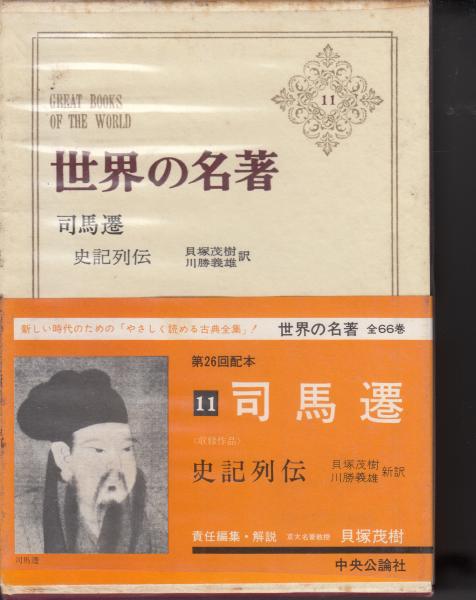 GREAT BOOKS
OF THE WORLD
11
世界の名著
司馬遷
史記列伝
貝塚茂樹
川勝義雄
訳
新しい時代のための「やさしく読める古典全集」!
世界の名著 全66巻
第26回配本
11 司馬遷
〈収録作品〉
史記列伝
貝塚茂樹
川勝義雄
新訳
責任編集・解説 京大名誉教授 貝塚茂樹
司馬遷
中央公論社